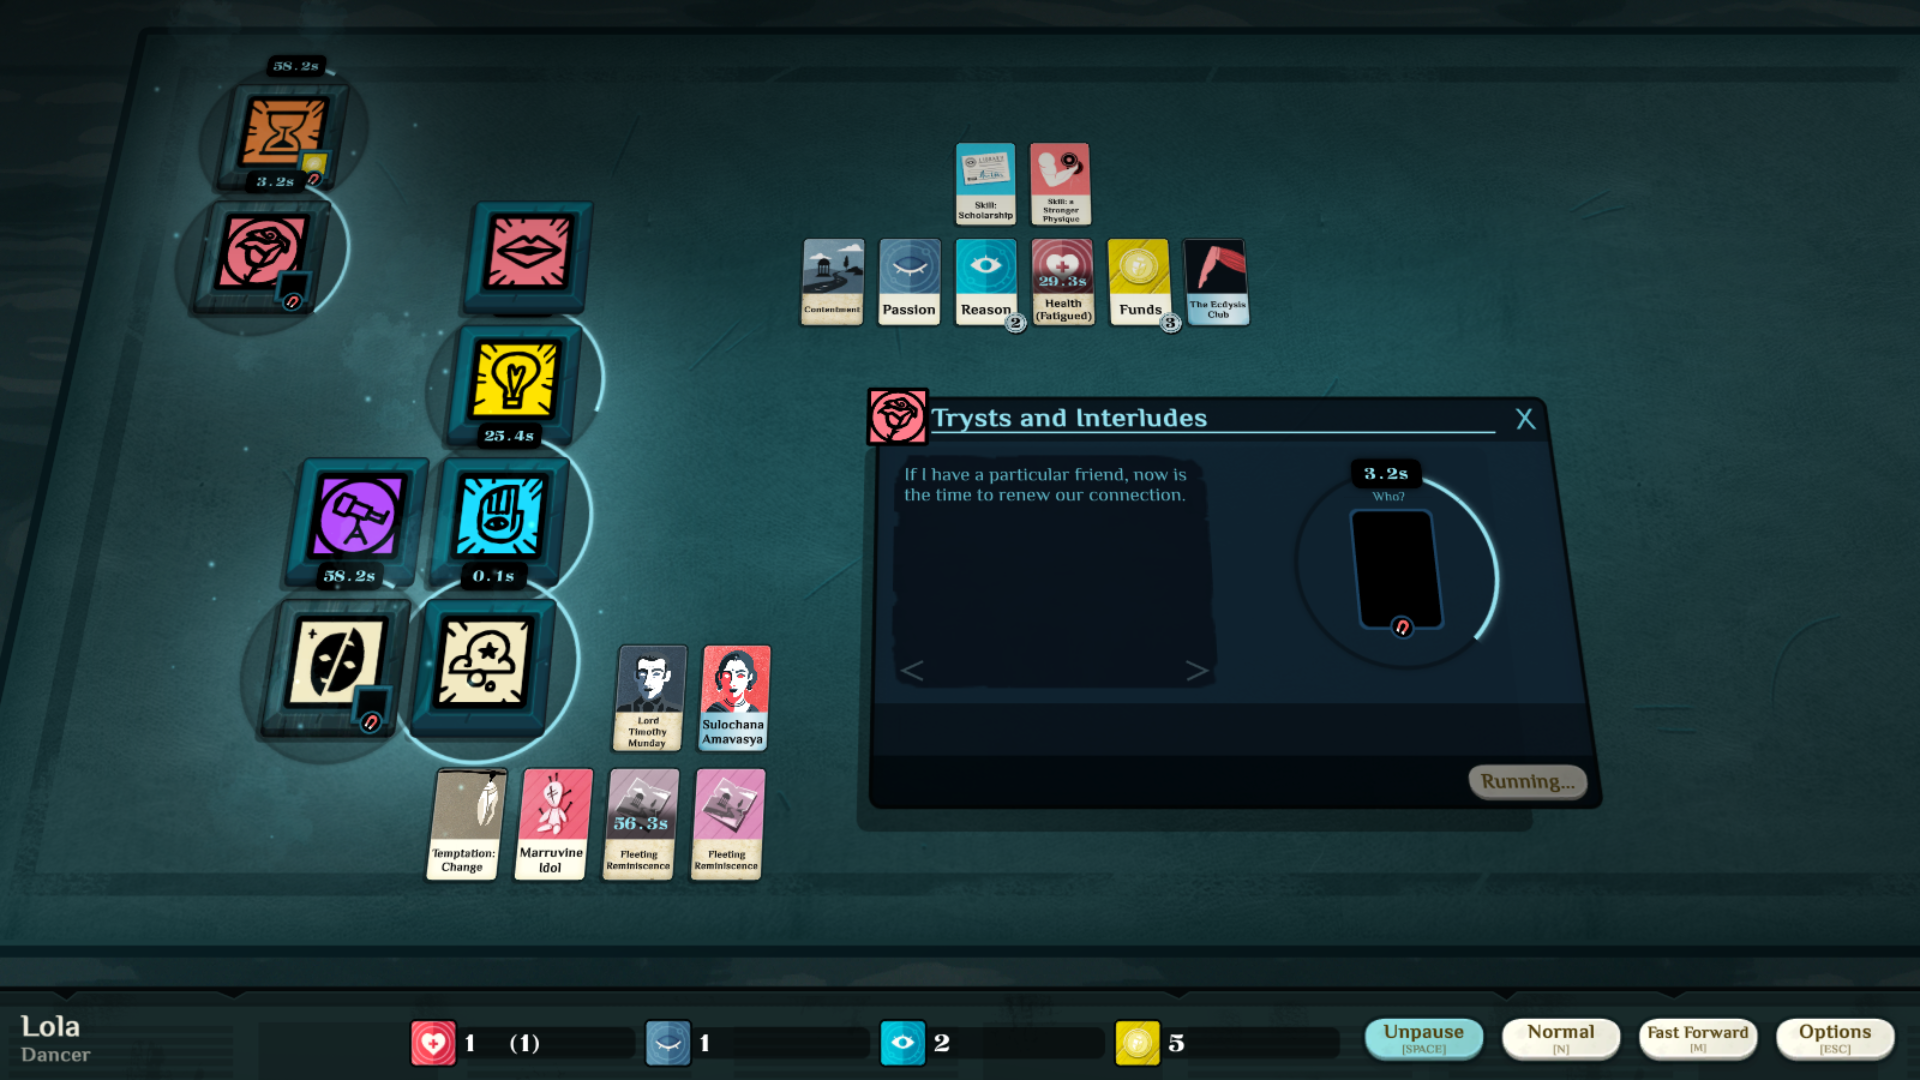 58.2s
3.2s
25.4s
58.2s
0.1s
Skill:
Scholarship
Skill: a
Stronger
Physique
Contentment
Passion
Reason
2
29.3s
Health
(Fatigued)
Funds
3
The Ecdysis
Club
Trysts and Interludes
X
If I have a particular friend, now is
the time to renew our connection.
3.2s
Who?
Running...
Lord
Timothy
Munday
Sulochana
Amavasya
Temptation:
Change
Marruvine
Idol
56.3s
Fleeting
Reminiscence
Fleeting
Reminiscence
Lola
Dancer
1 (1)
1
2
5
Unpause
[SPACE]
Normal
[N]
Fast Forward
[M]
Options
[ESC]